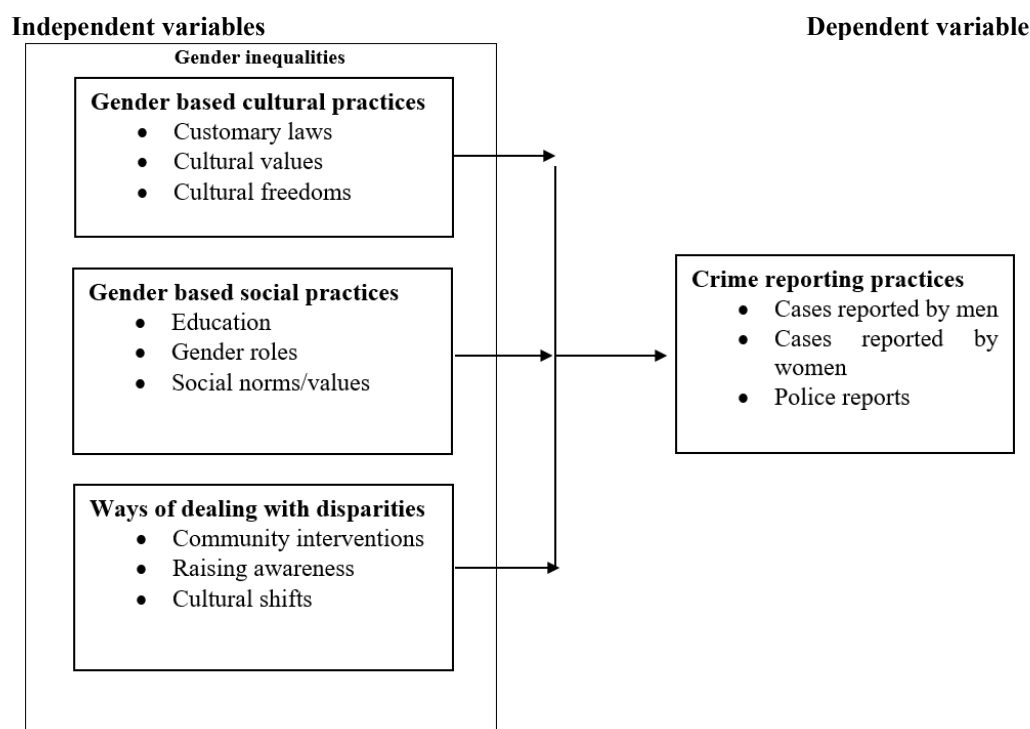 Independent variables
Dependent variable
Gender inequalities
Gender based cultural practices
• Customary laws
• Cultural values
• Cultural freedoms
Gender based social practices
• Education
• Gender roles
• Social norms/values
Ways of dealing with disparities
• Community interventions
• Raising awareness
• Cultural shifts
Crime reporting practices
• Cases reported by men
• Cases reported by
women
• Police reports